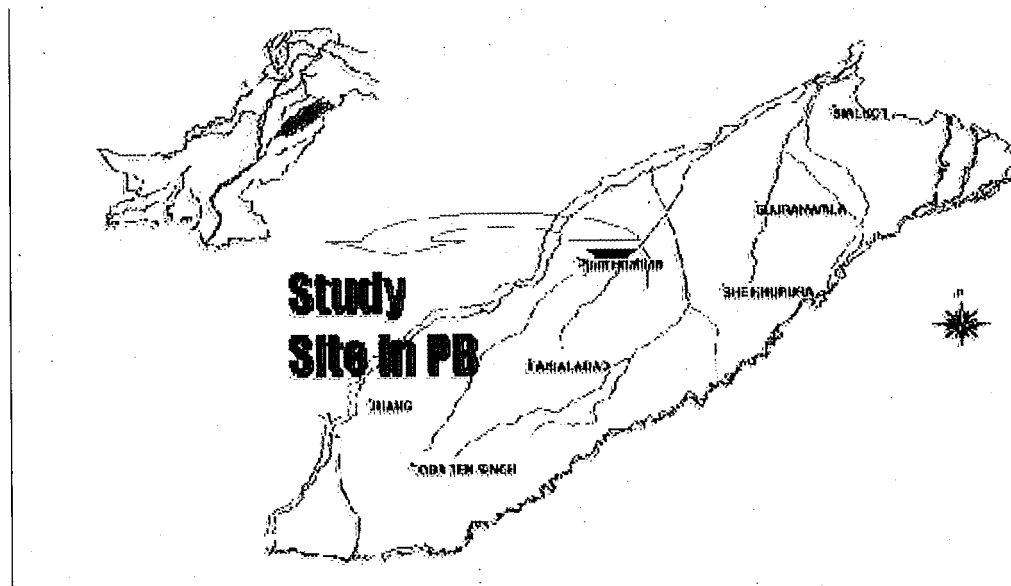 SIALKOT
GUJRANWALA
Study
Site in PB
SHEIKHUPURA
FAISALABAD
JHANG
TOBA TEK SINGH